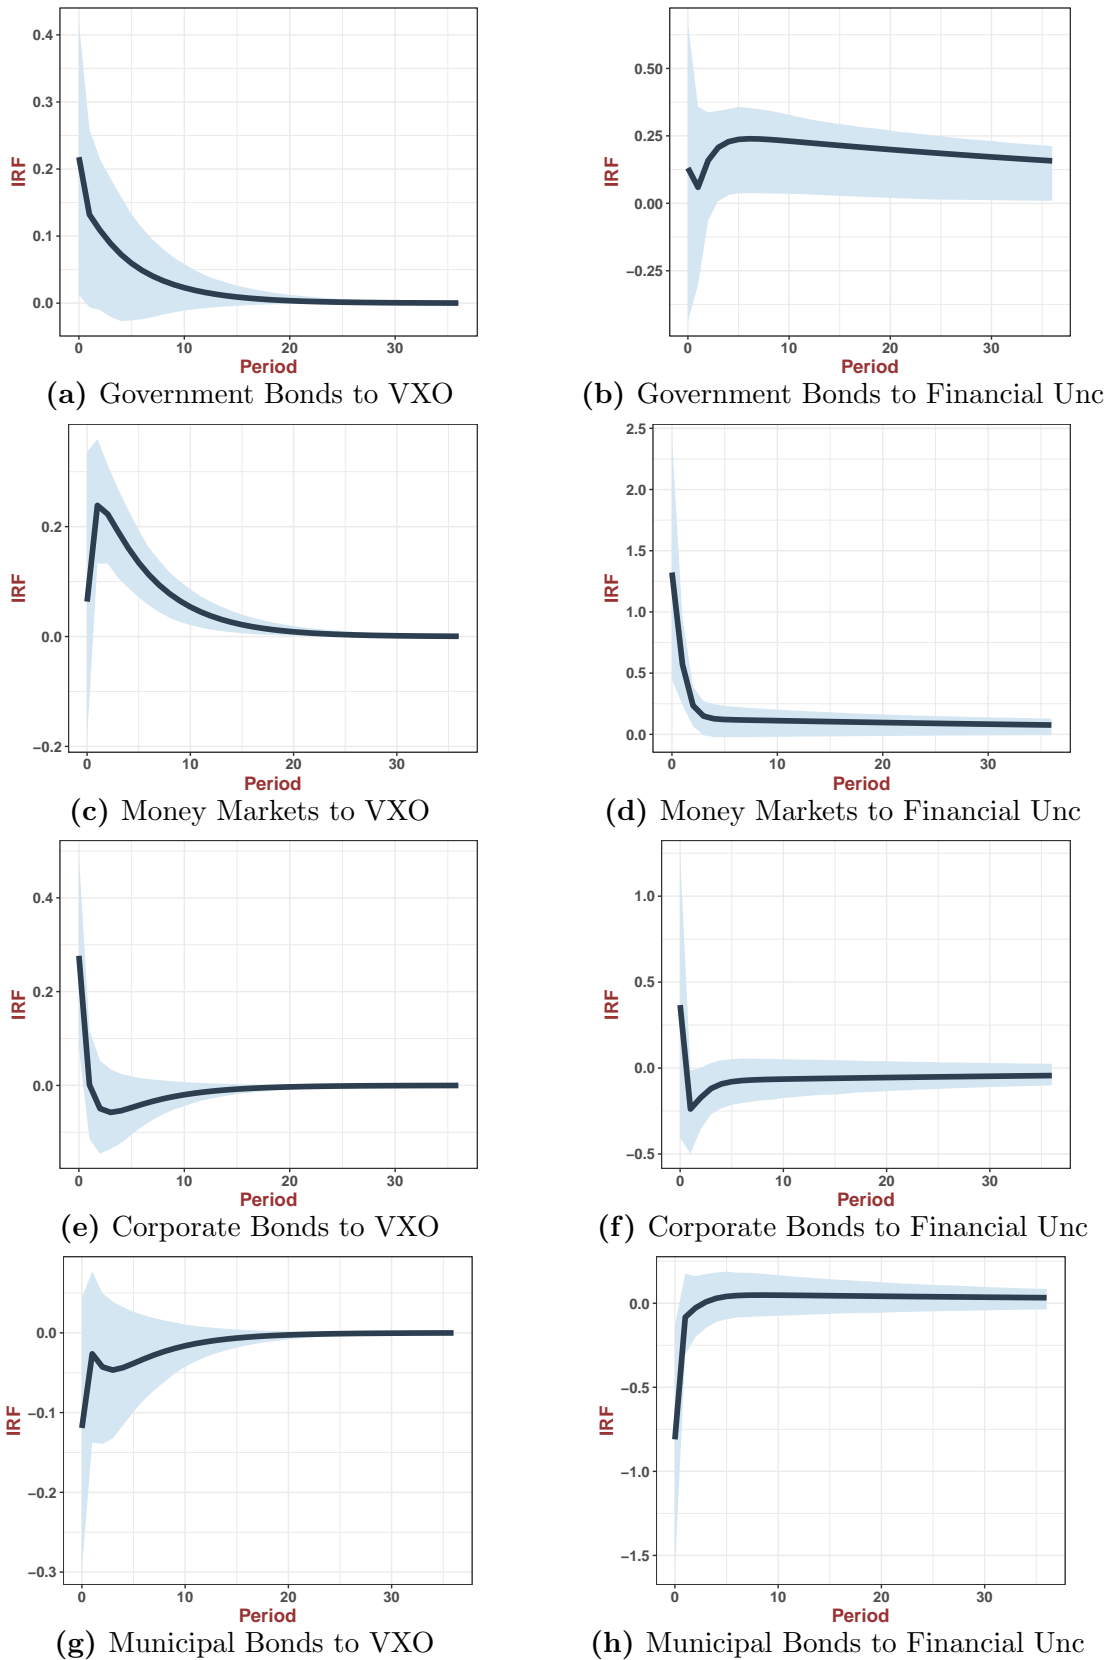 0.4
0.3
0.2
0.1
0.0
IRF
0 10 20 30
Period
(a) Government Bonds to VXO
0.50
0.25
0.00
−0.25
IRF
0 10 20 30
Period
(b) Government Bonds to Financial Unc
0.2
0.0
−0.2
IRF
0 10 20 30
Period
(c) Money Markets to VXO
2.5
2.0
1.5
1.0
0.5
0.0
IRF
0 10 20 30
Period
(d) Money Markets to Financial Unc
0.4
0.2
0.0
IRF
0 10 20 30
Period
(e) Corporate Bonds to VXO
1.0
0.5
0.0
−0.5
IRF
0 10 20 30
Period
(f) Corporate Bonds to Financial Unc
0.0
−0.1
−0.2
−0.3
IRF
0 10 20 30
Period
(g) Municipal Bonds to VXO
0.0
−0.5
−1.0
−1.5
IRF
0 10 20 30
Period
(h) Municipal Bonds to Financial Unc